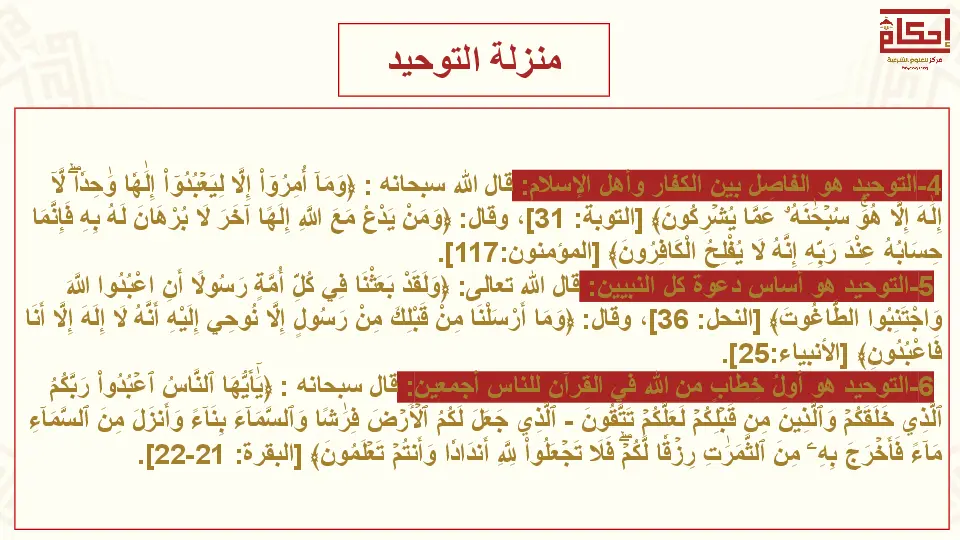 إحكام
مركز للعلوم الشرعية
منزلة التوحيد
4-التوحيد هو الفاصل بين الكفار وأهل الإسلام: قال الله سبحانه : ﴿وَمَآ أُمِرُوٓاْ إِلَّا لِيَعۡبُدُوٓاْ إِلَٰهٗا وَٰحِدٗاۖ لَّآ
إِلَٰهَ إِلَّا هُوَۚ سُبۡحَٰنَهُۥ عَمَّا يُشۡرِكُونَ﴾ [التوبة: 31]، وقال: ﴿وَمَنْ يَدْعُ مَعَ اللَّهِ إِلَهًا آخَرَ لَا بُرْهَانَ لَهُ بِهِ فَإِنَّمَا
حِسَابُهُ عِنْدَ رَبِّهِ إِنَّهُ لَا يُفْلِحُ الْكَافِرُونَ﴾ [المؤمنون:117].
5-التوحيد هو أساس دعوة كل النبيين: قال الله تعالى: ﴿وَلَقَدْ بَعَثْنَا فِي كُلِّ أُمَّةٍ رَسُولًا أَنِ اعْبُدُوا اللَّهَ
وَاجْتَنِبُوا الطَّاغُوتَ﴾ [النحل: 36]، وقال: ﴿وَمَا أَرْسَلْنَا مِنْ قَبْلِكَ مِنْ رَسُولٍ إِلَّا نُوحِي إِلَيْهِ أَنَّهُ لَا إِلَهَ إِلَّا أَنَا
فَاعْبُدُونِ﴾ [الأنبياء:25].
6-التوحيد هو أولُ خِطابٍ من اللهِ في القرآن للناس أجمعين: قال سبحانه : ﴿يَٰٓأَيُّهَا ٱلنَّاسُ ٱعۡبُدُواْ رَبَّكُمُ
ٱلَّذِي خَلَقَكُمۡ وَٱلَّذِينَ مِن قَبۡلِكُمۡ لَعَلَّكُمۡ تَتَّقُونَ - ٱلَّذِي جَعَلَ لَكُمُ ٱلۡأَرۡضَ فِرَٰشٗا وَٱلسَّمَآءَ بِنَآءٗ وَأَنزَلَ مِنَ ٱلسَّمَآءِ
مَآءٗ فَأَخۡرَجَ بِهِۦ مِنَ ٱلثَّمَرَٰتِ رِزۡقٗا لَّكُمۡۖ فَلَا تَجۡعَلُواْ لِلَّهِ أَندَادٗا وَأَنتُمۡ تَعۡلَمُونَ﴾ [البقرة: 21-22].